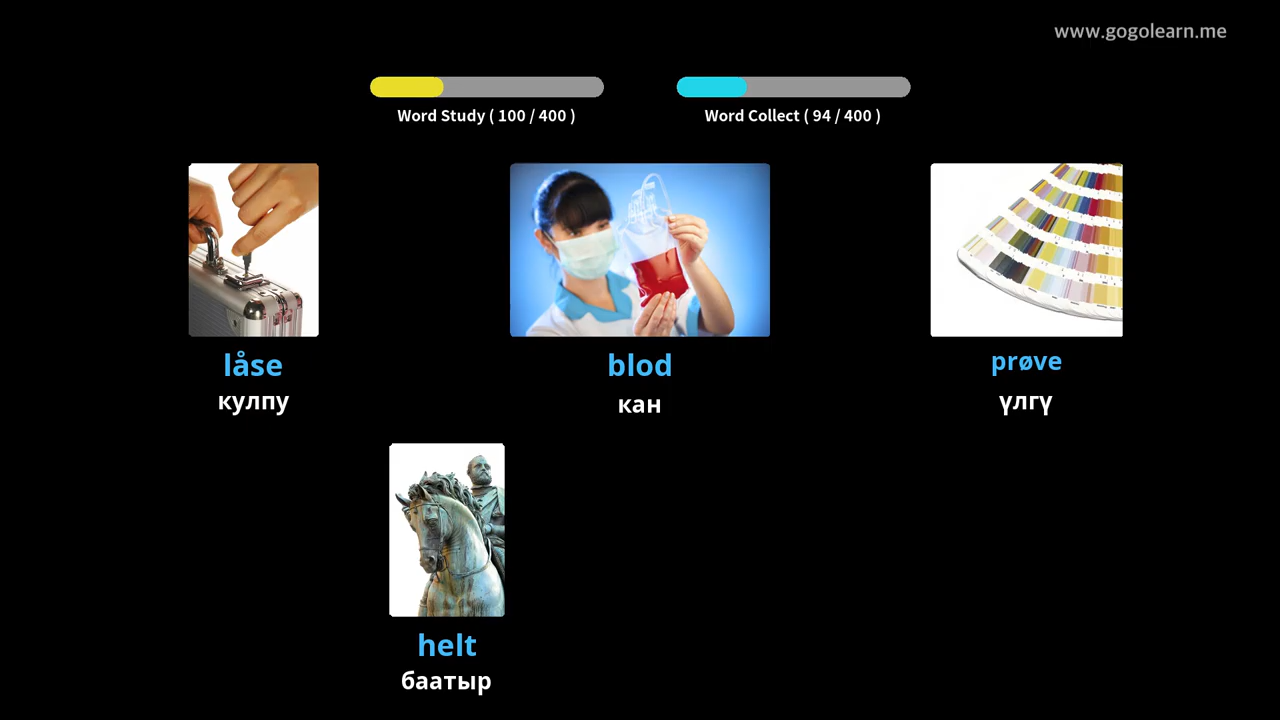 www.gogolearn.me
Word Study ( 100 / 400 )
Word Collect ( 94 / 400 )
låse
кулпу
blod
кан
prøve
үлгү
helt
баатыр